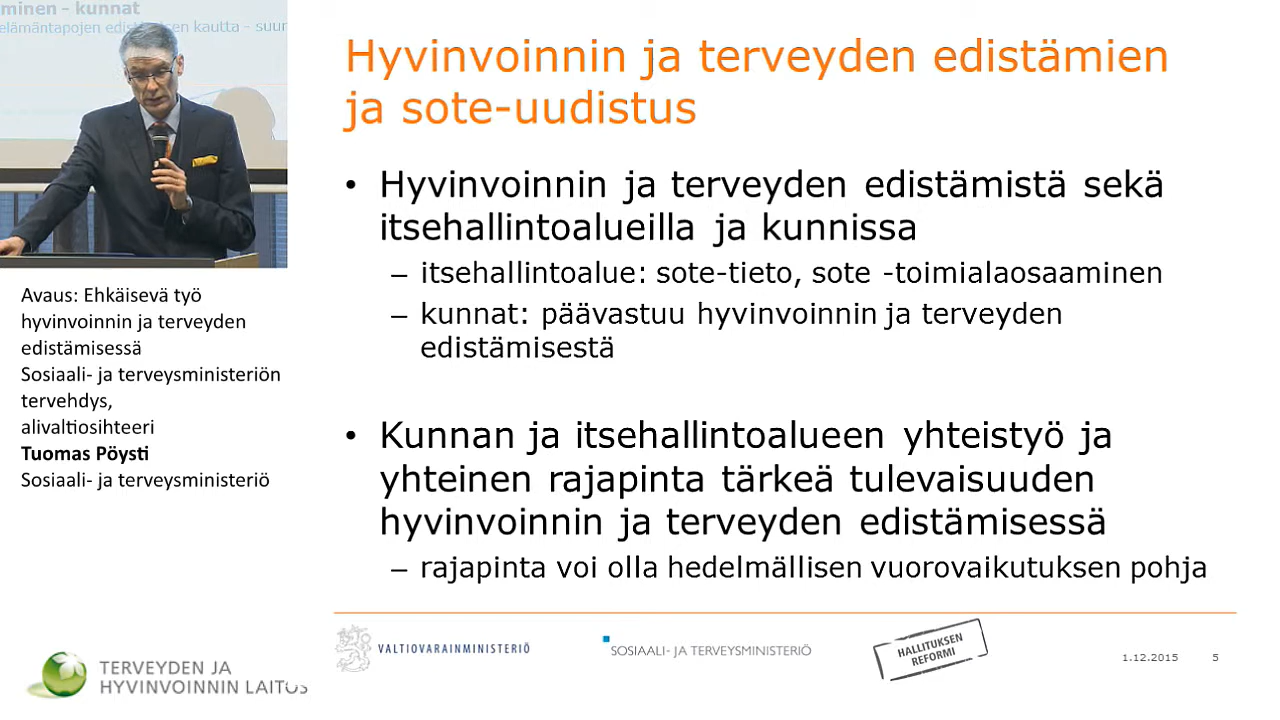 minen - kunnat
elämäntapojen edistämisen kautta - suur
Avaus: Ehkäisevä työ
hyvinvoinnin ja terveyden
edistämisessä
Sosiaali- ja terveysministeriön
tervehdys,
alivaltiosihteeri
Tuomas Pöysti
Sosiaali- ja terveysministeriö
TERVEYDEN JA
HYVINVOINNIN LAITOS
Hyvinvoinnin ja terveyden edistämien
ja sote-uudistus
• Hyvinvoinnin ja terveyden edistämistä sekä
itsehallintoalueilla ja kunnissa
– itsehallintoalue: sote-tieto, sote -toimialaosaaminen
– kunnat: päävastuu hyvinvoinnin ja terveyden
edistämisestä
• Kunnan ja itsehallintoalueen yhteistyö ja
yhteinen rajapinta tärkeä tulevaisuuden
hyvinvoinnin ja terveyden edistämisessä
– rajapinta voi olla hedelmällisen vuorovaikutuksen pohja
VALTIOVARAINMINISTERIÖ
SOSIAALI- JA TERVEYSMINISTERIÖ
HALLITUKSEN
REFORMI
1.12.2015 5